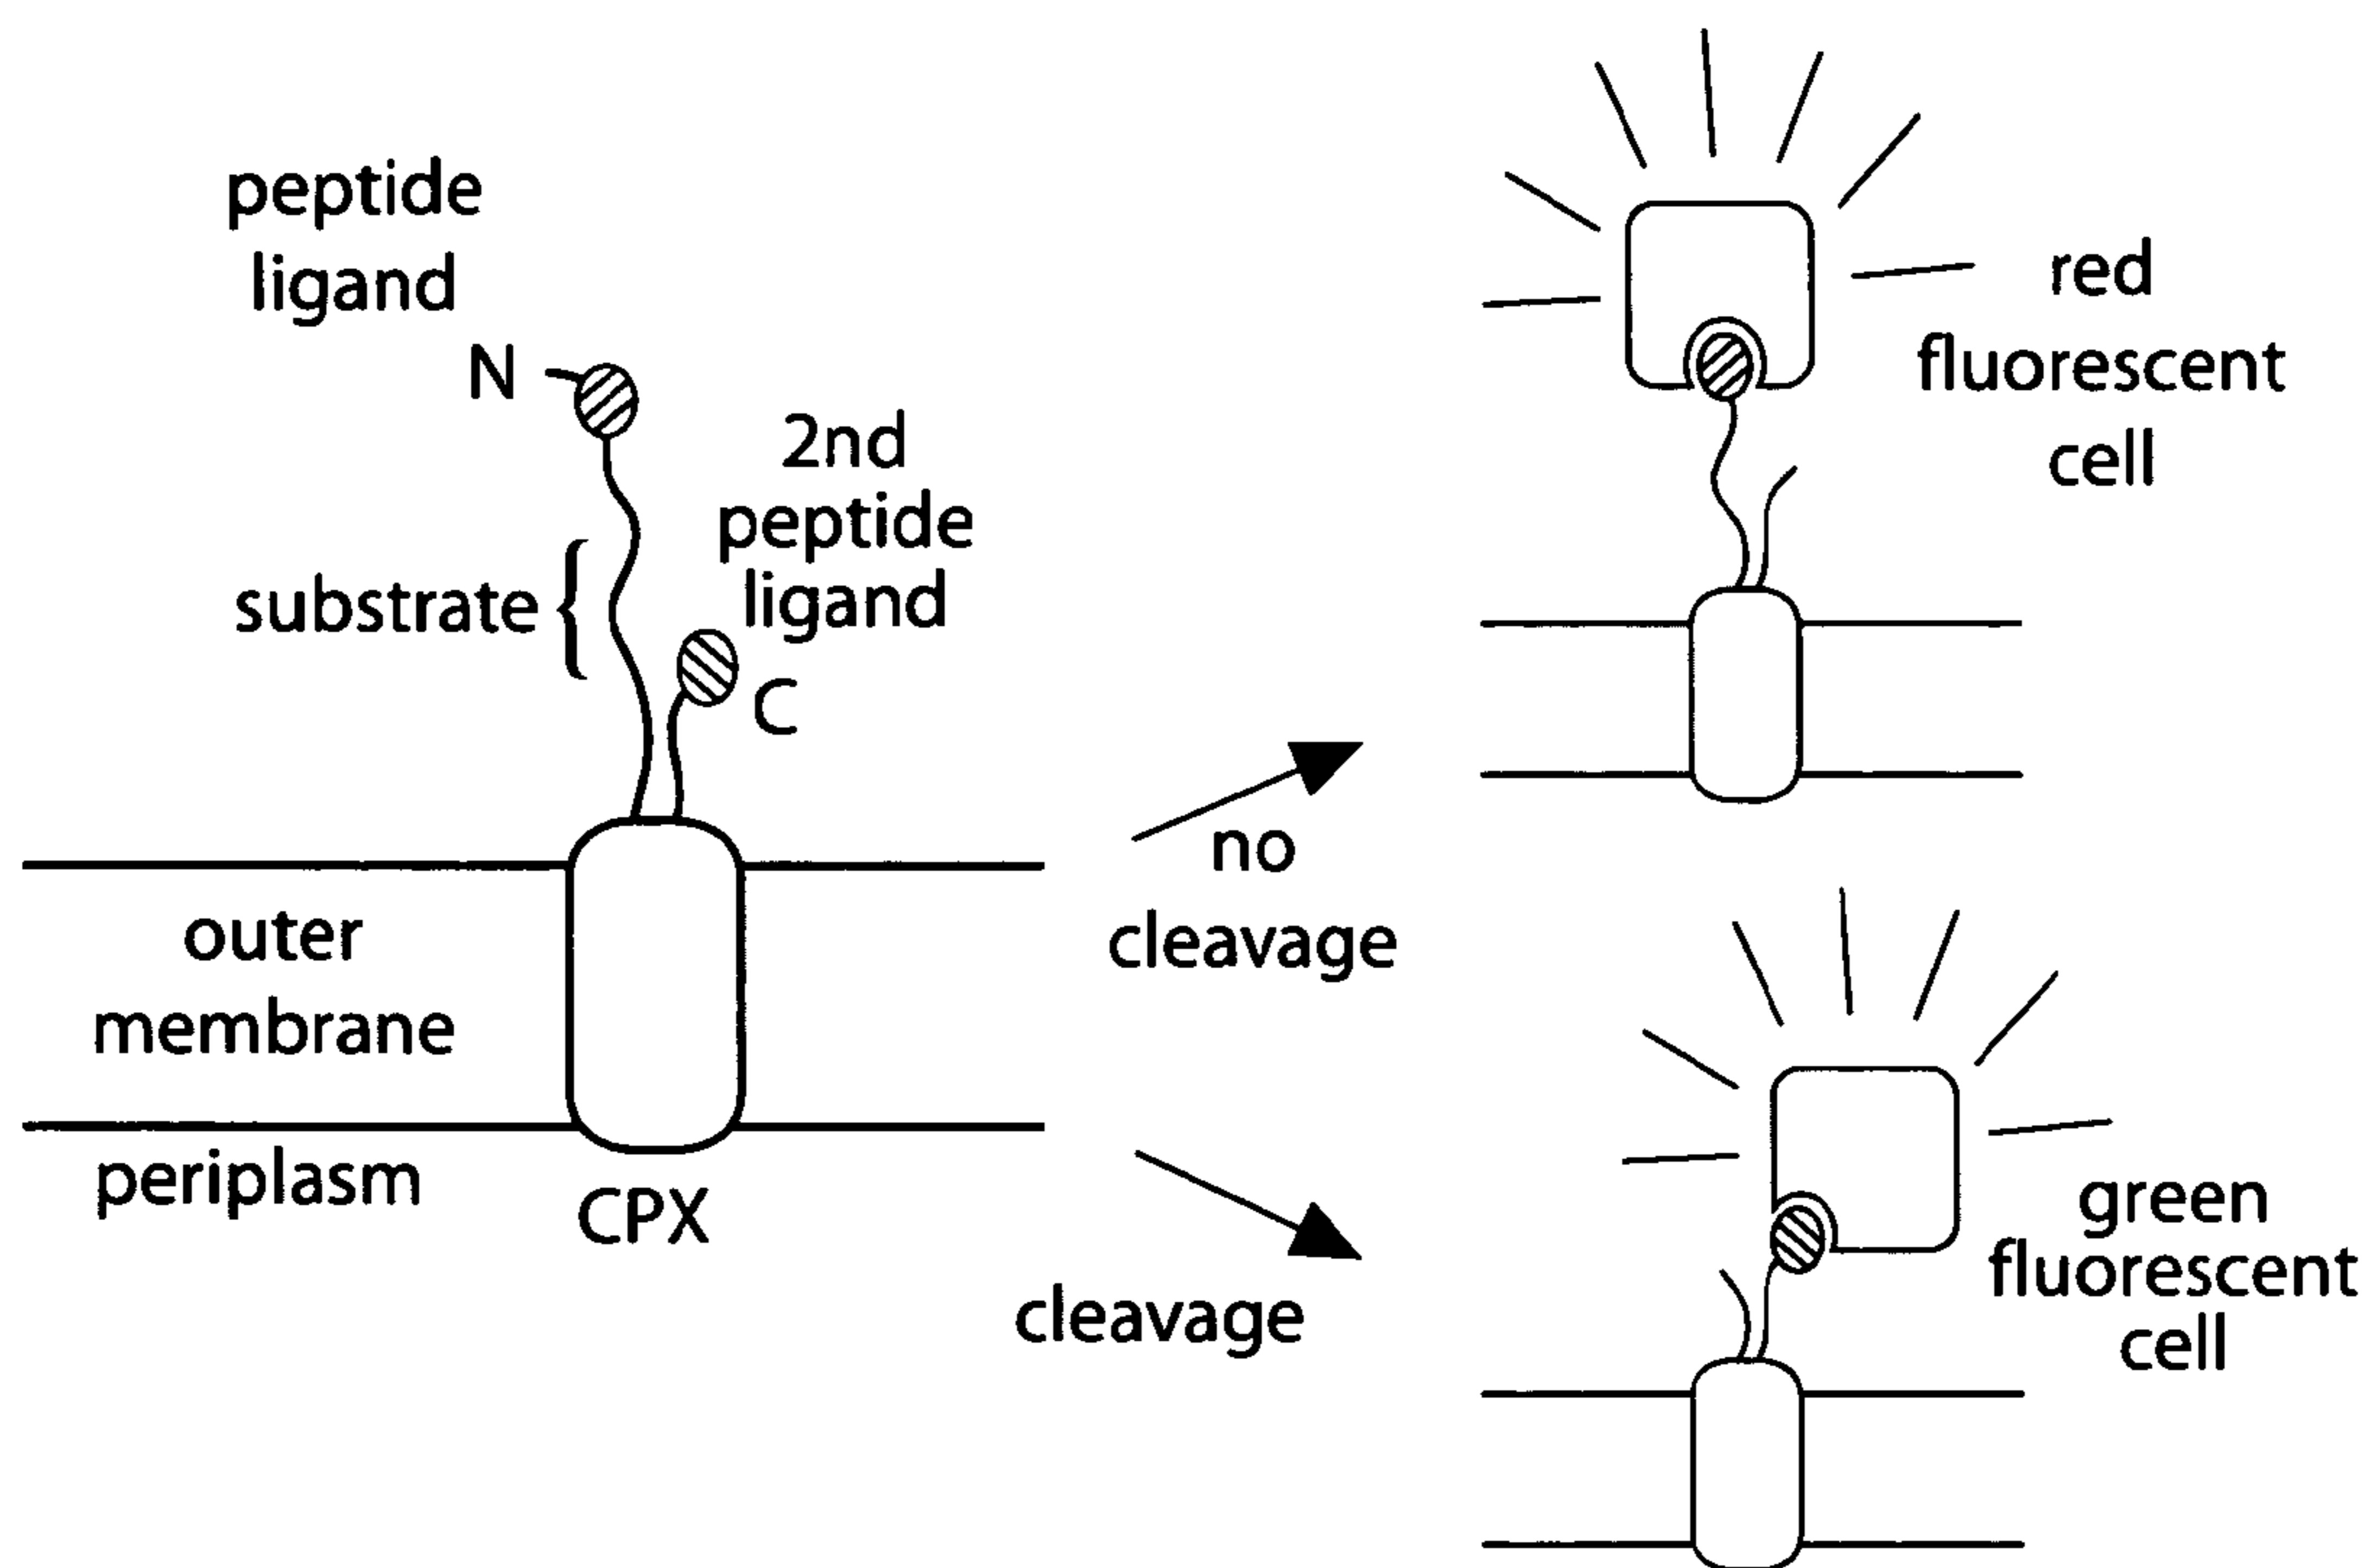 peptide
ligand
N
2nd
peptide
ligand
substrate
C
outer
membrane
periplasm
CPX
no
cleavage
cleavage
red
fluorescent
cell
green
fluorescent
cell